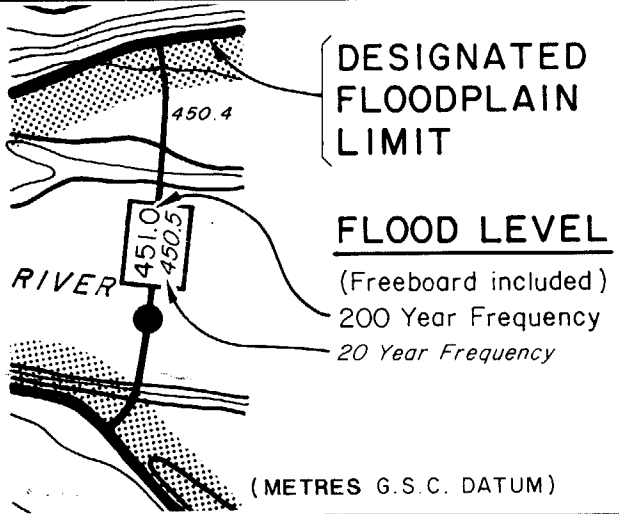 DESIGNATED
FLOODPLAIN
LIMIT
450.4
451.0
450.5
RIVER
FLOOD LEVEL
(Freeboard included)
200 Year Frequency
20 Year Frequency
(METRES G.S.C. DATUM)